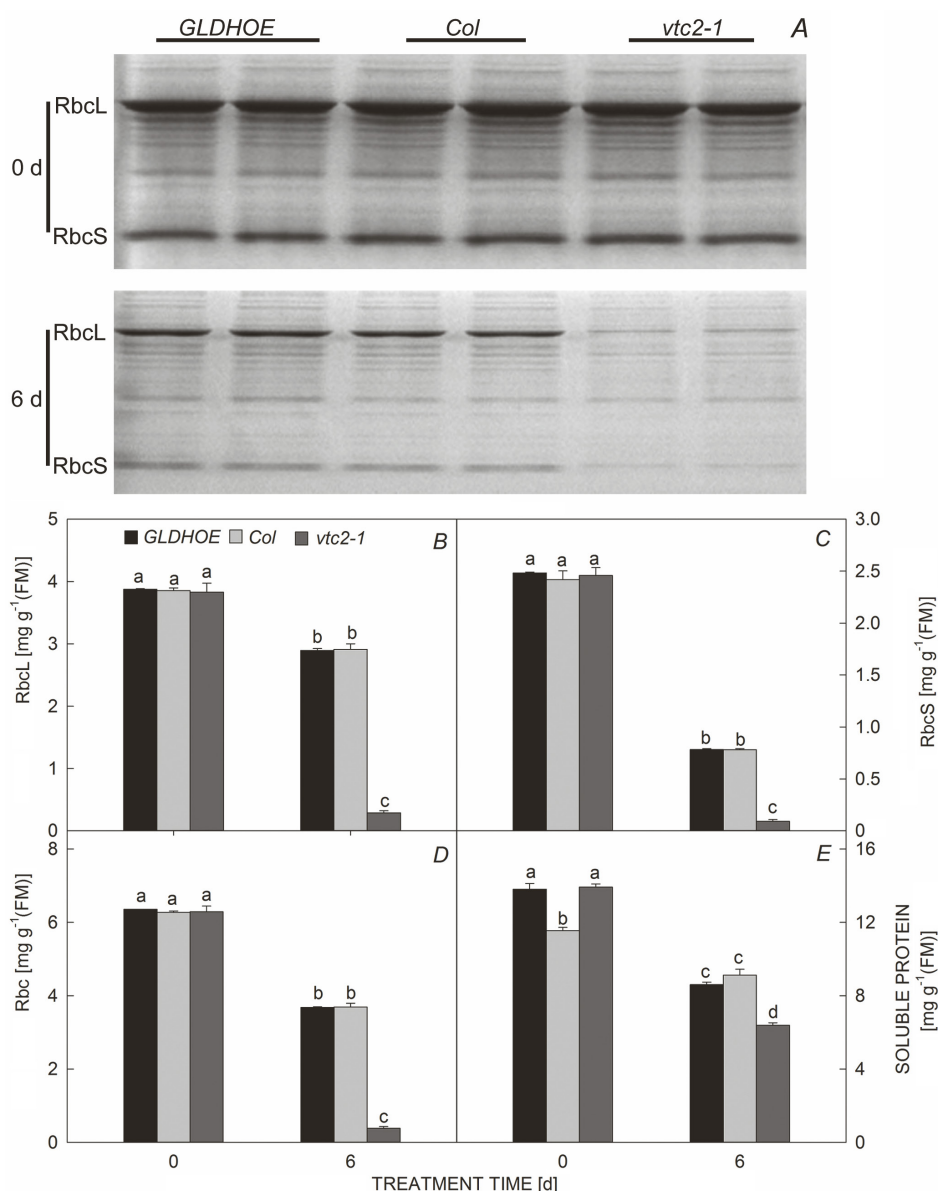 GLDHOE Col vtc2-1 A
RbcL
0 d
RbcS
RbcL
6 d
RbcS
5
4
3
2
1
0
RbcL [mg g⁻¹(FM)]
GLDHOE Col vtc2-1
B
a a a
b b
c
C
a a a
b b
c
3.0
2.5
2.0
1.5
1.0
0.5
0
RbcS [mg g⁻¹(FM)]
8
6
4
2
0
Rbc [mg g⁻¹(FM)]
D
a a a
b b
c
E
a b a
c c
d
16
12
8
4
0
SOLUBLE PROTEIN
[mg g⁻¹(FM)]
0 6 0 6
TREATMENT TIME [d]